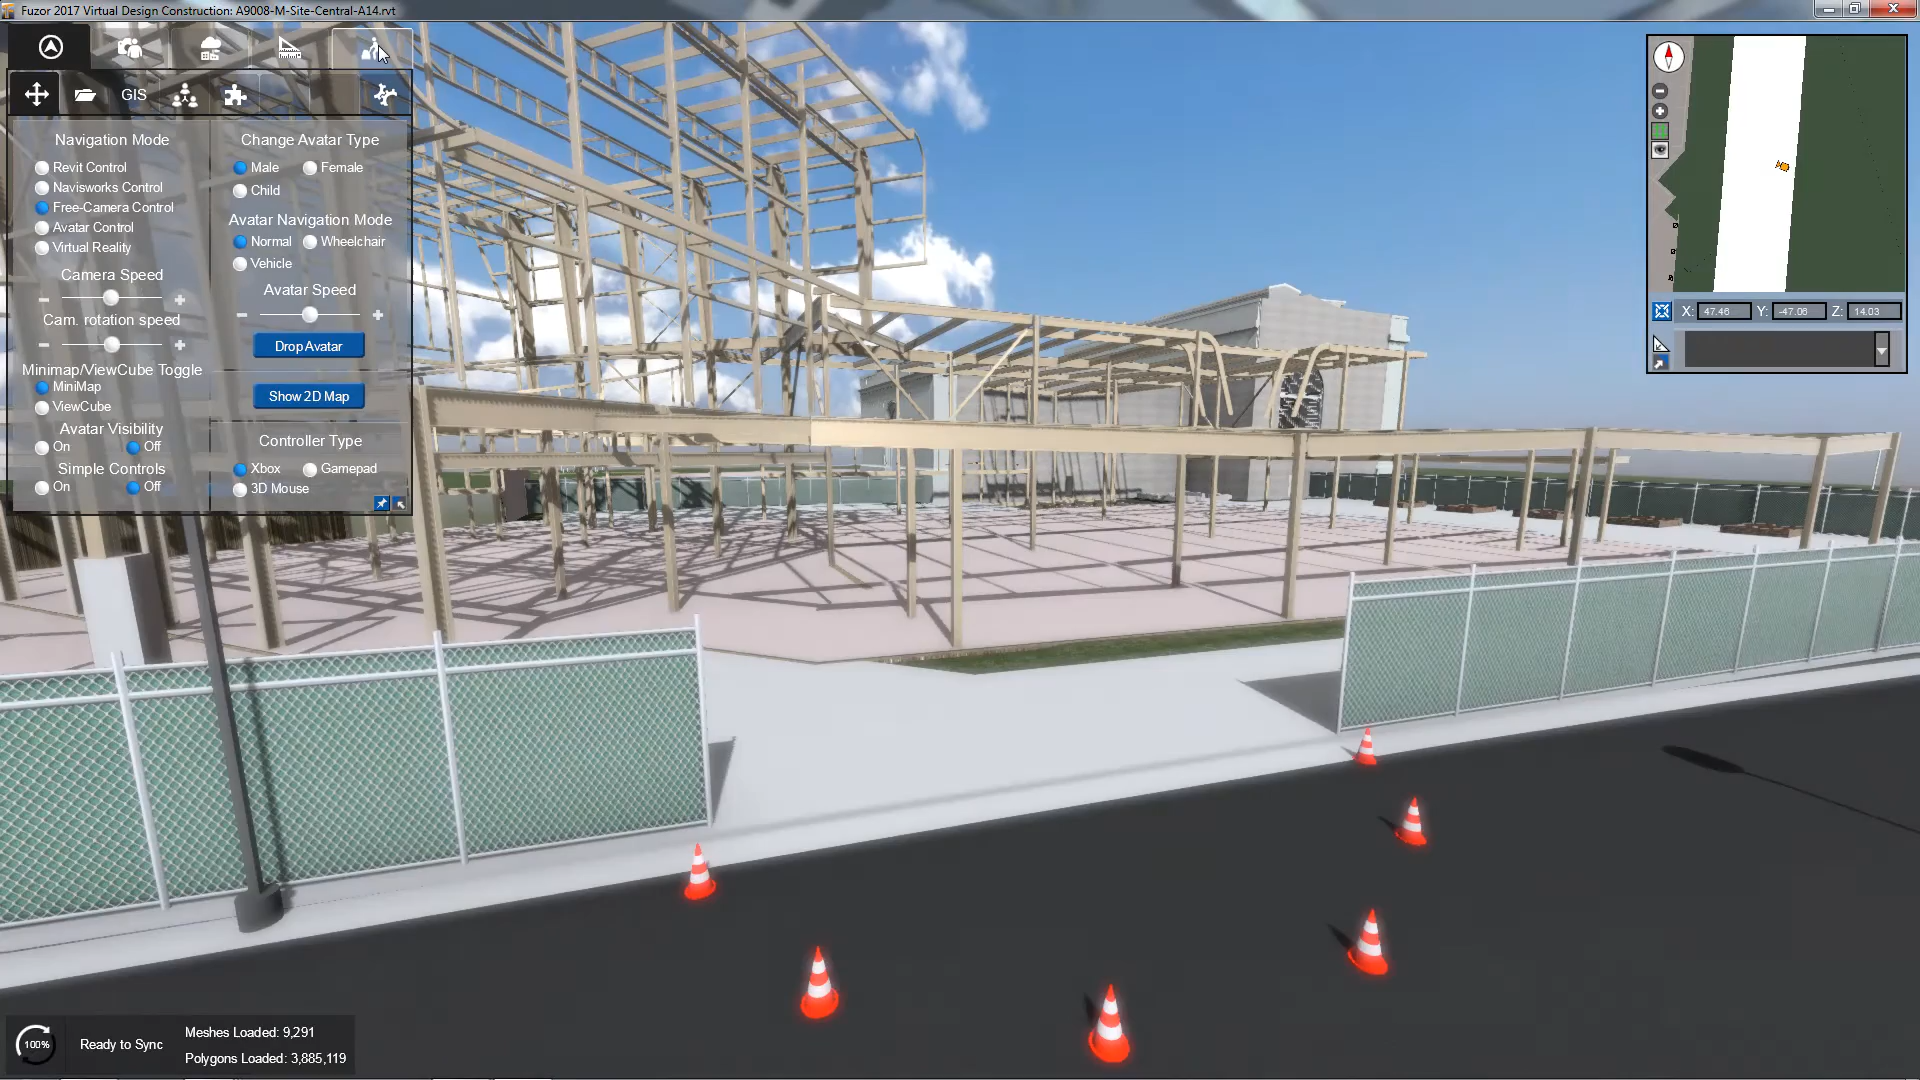 Fuzor 2017 Virtual Design Construction: A9008-M-Site-Central-A14.rvt
GIS
Navigation Mode
Revit Control
Navisworks Control
Free-Camera Control
Avatar Control
Virtual Reality
Camera Speed
Cam. rotation speed
Minimap/ViewCube Toggle
MiniMap
ViewCube
Avatar Visibility
On Off
Simple Controls
On Off
Change Avatar Type
Male Female
Child
Avatar Navigation Mode
Normal Wheelchair
Vehicle
Avatar Speed
Drop Avatar
Show 2D Map
Controller Type
Xbox Gamepad
3D Mouse
X: 47.46 Y: -47.06 Z: 14.03
100%
Ready to Sync
Meshes Loaded: 9,291
Polygons Loaded: 3,885,119